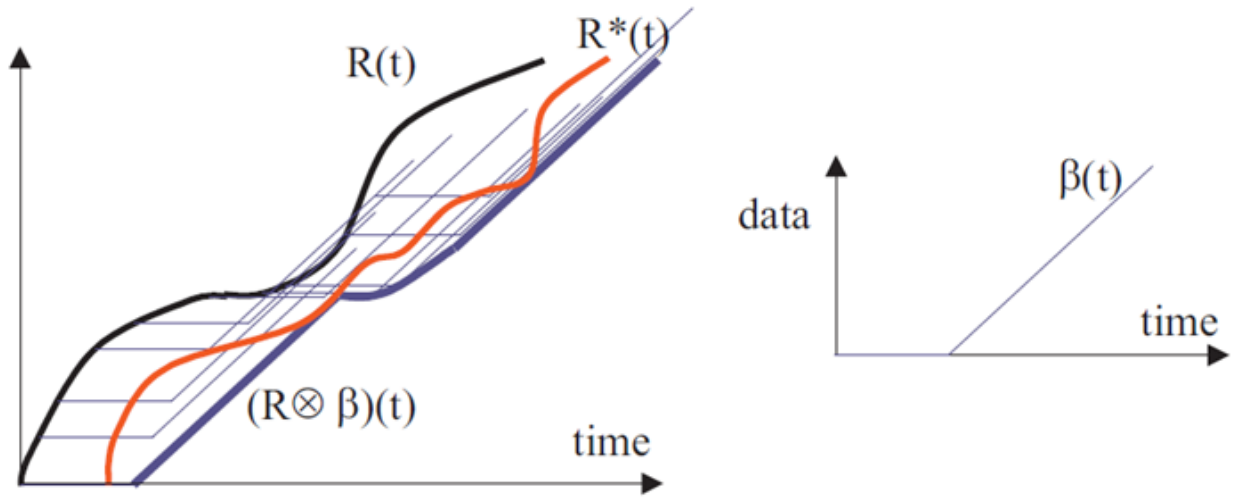 R(t)
R*(t)
(R⊗ β)(t)
time
data
β(t)
time